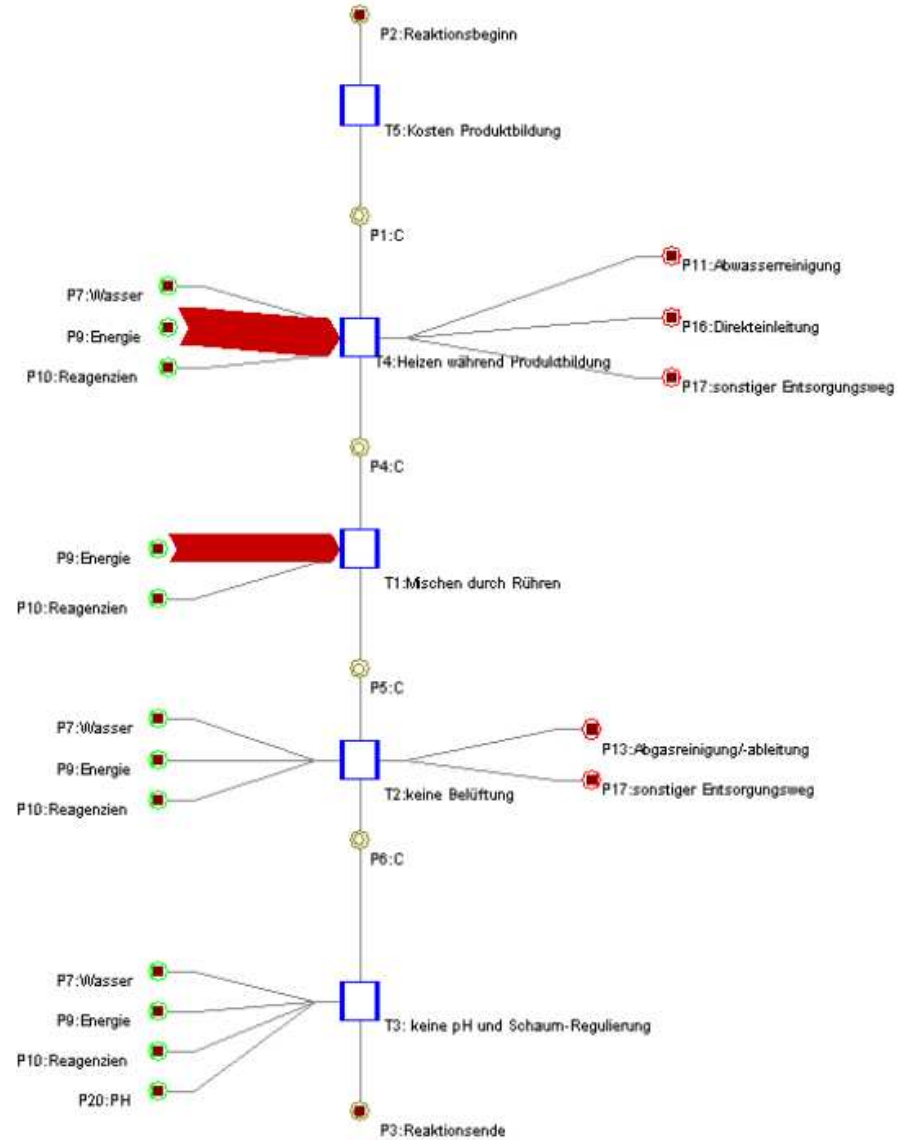 P2:Reaktionsbeginn
T5:Kosten Produktbildung
P1:C
P11:Abwasserreinigung
P7:Wasser
P16:Direkteinleitung
P9:Energie
T4:Heizen während Produktbildung
P10:Reagenzien
P17:sonstiger Entsorgungsweg
P4:C
P9:Energie
T1:Mischen durch Rühren
P10:Reagenzien
P5:C
P7:Wasser
P13:Abgasreinigung/-ableitung
P9:Energie
T2:keine Belüftung
P17:sonstiger Entsorgungsweg
P10:Reagenzien
P6:C
P7:Wasser
P9:Energie
T3: keine pH und Schaum-Regulierung
P10:Reagenzien
P20:PH
P3:Reaktionsende